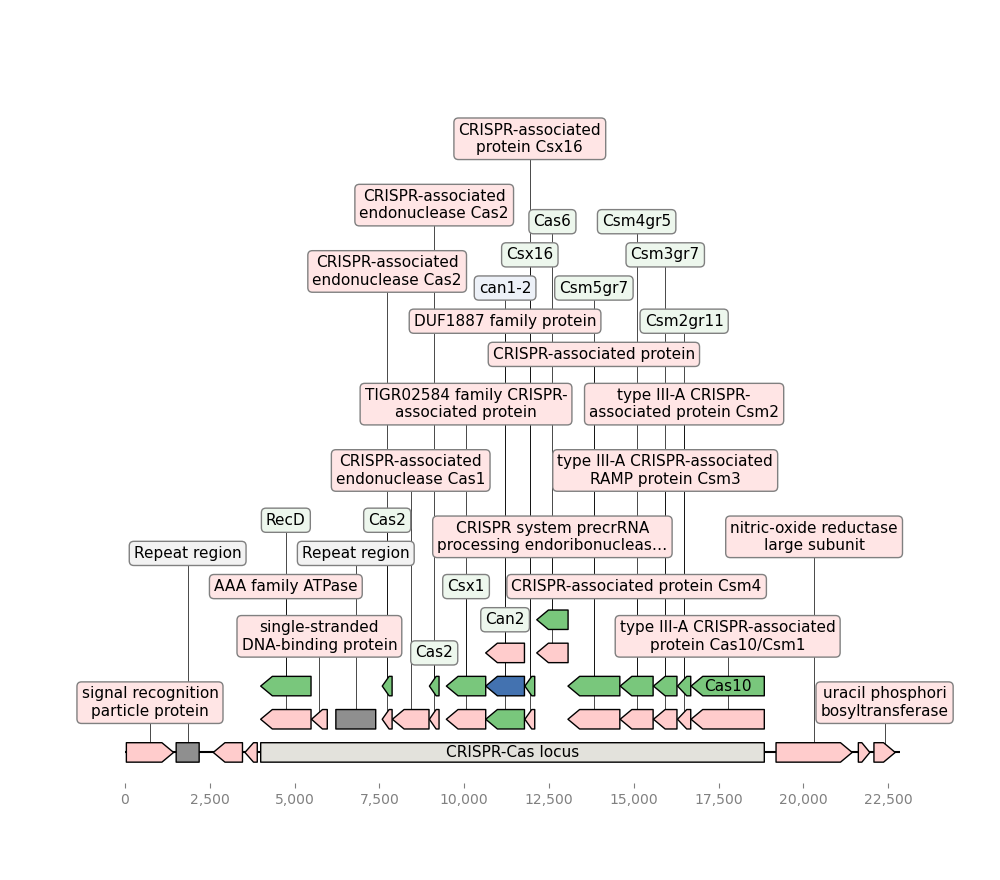 CRISPR-associated
protein Csx16
CRISPR-associated
endonuclease Cas2
Cas6
Csm4gr5
Csx16
Csm3gr7
CRISPR-associated
endonuclease Cas2
can1-2
Csm5gr7
DUF1887 family protein
Csm2gr11
CRISPR-associated protein
TIGR02584 family CRISPR-
associated protein
type III-A CRISPR-
associated protein Csm2
CRISPR-associated
endonuclease Cas1
type III-A CRISPR-associated
RAMP protein Csm3
RecD
Cas2
CRISPR system precrRNA
processing endoribonucleas...
nitric-oxide reductase
large subunit
Repeat region
Repeat region
AAA family ATPase
Csx1
CRISPR-associated protein Csm4
Can2
single-stranded
DNA-binding protein
type III-A CRISPR-associated
protein Cas10/Csm1
Cas2
Cas10
signal recognition
particle protein
uracil phosphori
bosyltransferase
CRISPR-Cas locus
0
2,500
5,000
7,500
10,000
12,500
15,000
17,500
20,000
22,500